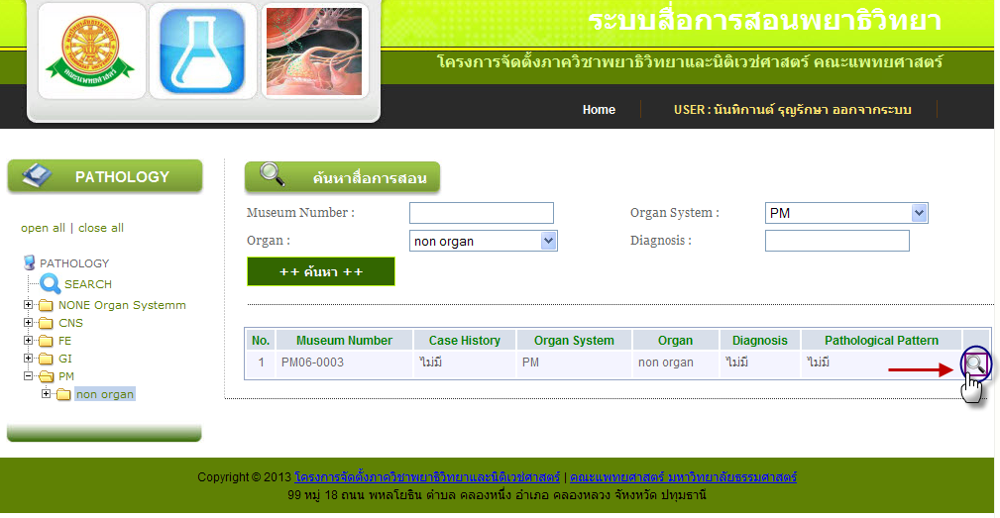 ระบบสื่อการสอนพยาธิวิทยา
โครงการจัดตั้งภาควิชาพยาธิวิทยาและนิติเวชศาสตร์ คณะแพทยศาสตร์
Home USER : นันทิกานต์ รุญรักษา ออกจากระบบ
PATHOLOGY
open all | close all
PATHOLOGY
SEARCH
NONE Organ Systemm
CNS
FE
GI
PM
non organ
ค้นหาสื่อการสอน
Museum Number : Organ System : PM
Organ : non organ Diagnosis :
++ ค้นหา ++
No. Museum Number Case History Organ System Organ Diagnosis Pathological Pattern
1 PM06-0003 ไม่มี PM non organ ไม่มี ไม่มี
Copyright © 2013 โครงการจัดตั้งภาควิชาพยาธิวิทยาและนิติเวชศาสตร์ | คณะแพทยศาสตร์ มหาวิทยาลัยธรรมศาสตร์
99 หมู่ 18 ถนน พหลโยธิน ตำบล คลองหนึ่ง อำเภอ คลองหลวง จังหงหวัด ปทุมธานี